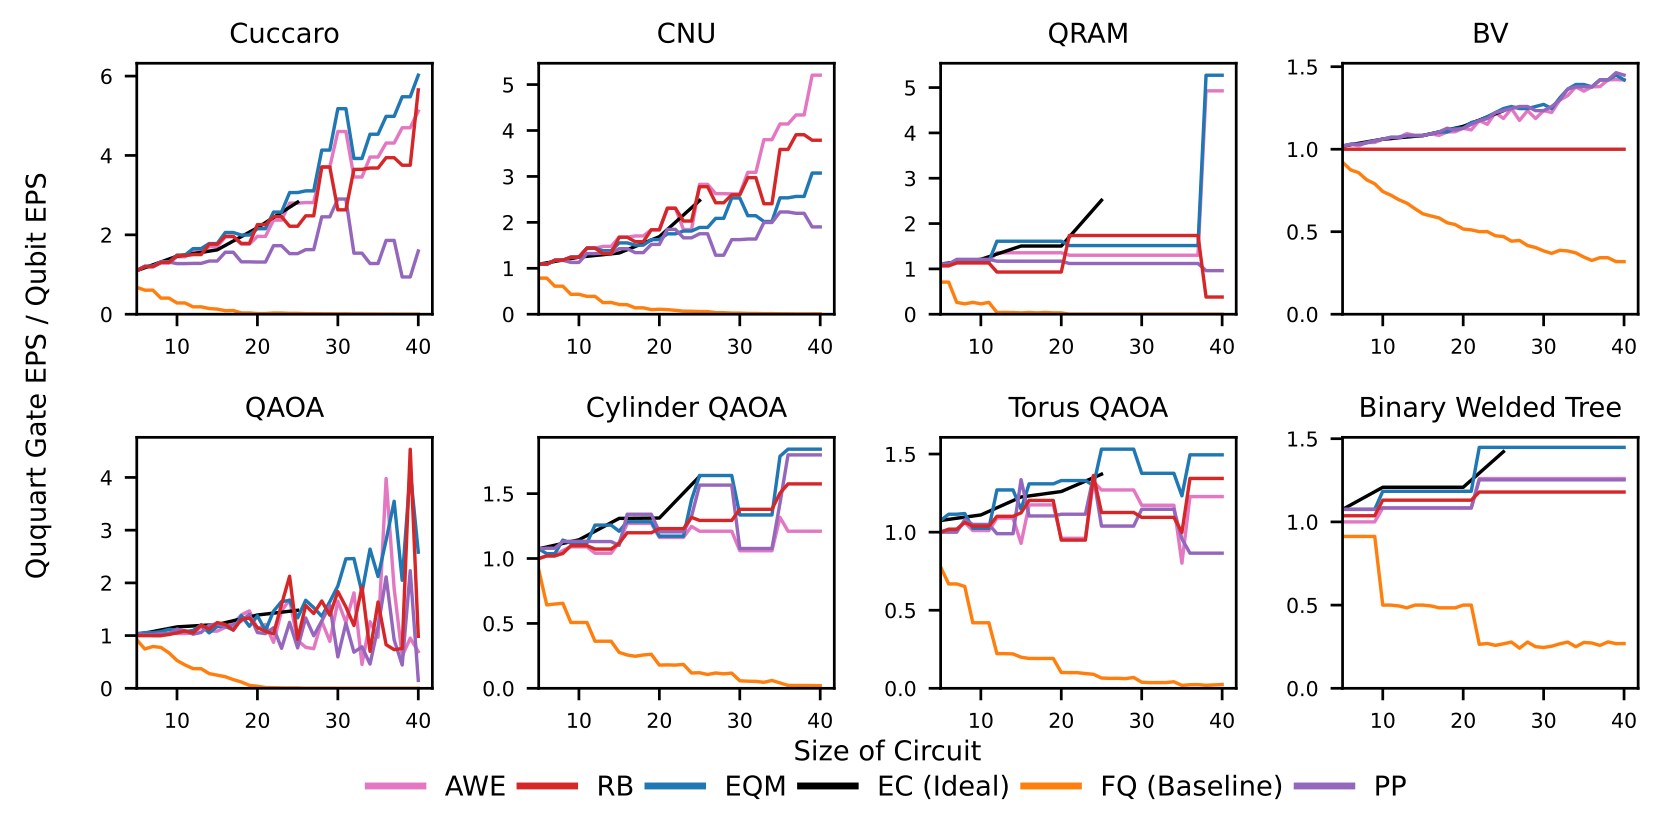 Cuccaro CNU QRAM BV
6 5 5 1.5
4 4 4 1.0
2 3 3 0.5
0 2 2 0.0
1 1
0 0
10 20 30 40 10 20 30 40 10 20 30 40 10 20 30 40
Ququart Gate EPS / Qubit EPS
QAOA Cylinder QAOA Torus QAOA Binary Welded Tree
4 1.5 1.5 1.5
3 1.0 1.0 1.0
2 0.5 0.5 0.5
1 0.0 0.0 0.0
0
10 20 30 40 10 20 30 40 10 20 30 40 10 20 30 40
Size of Circuit
AWE RB EQM EC (Ideal) FQ (Baseline) PP